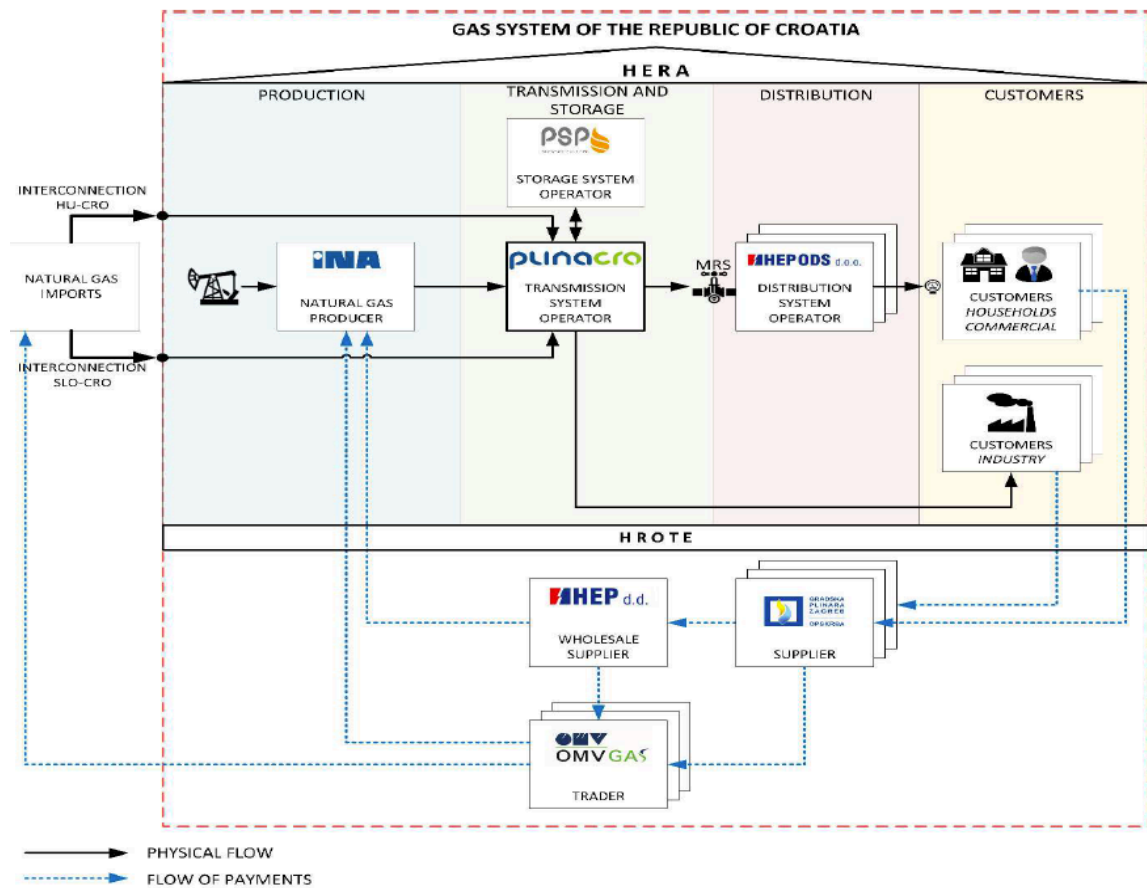 GAS SYSTEM OF THE REPUBLIC OF CROATIA
HERA
PRODUCTION
TRANSMISSION AND
STORAGE
DISTRIBUTION
CUSTOMERS
PSP
STORAGE SYSTEM
OPERATOR
INTERCONNECTION
HU-CRO
NATURAL GAS
IMPORTS
INTERCONNECTION
SLO-CRO
INA
NATURAL GAS
PRODUCER
PLINACRO
TRANSMISSION
SYSTEM
OPERATOR
MRS
HEP ODS d.o.o.
DISTRIBUTION
SYSTEM
OPERATOR
CUSTOMERS
HOUSEHOLDS
COMMERCIAL
CUSTOMERS
INDUSTRY
HROTE
HEP d.d.
WHOLESALE
SUPPLIER
GRADSKA
PLINARA
ZAGREB
OPSKRBA
SUPPLIER
OMV
OMVGAS
TRADER
PHYSICAL FLOW
FLOW OF PAYMENTS